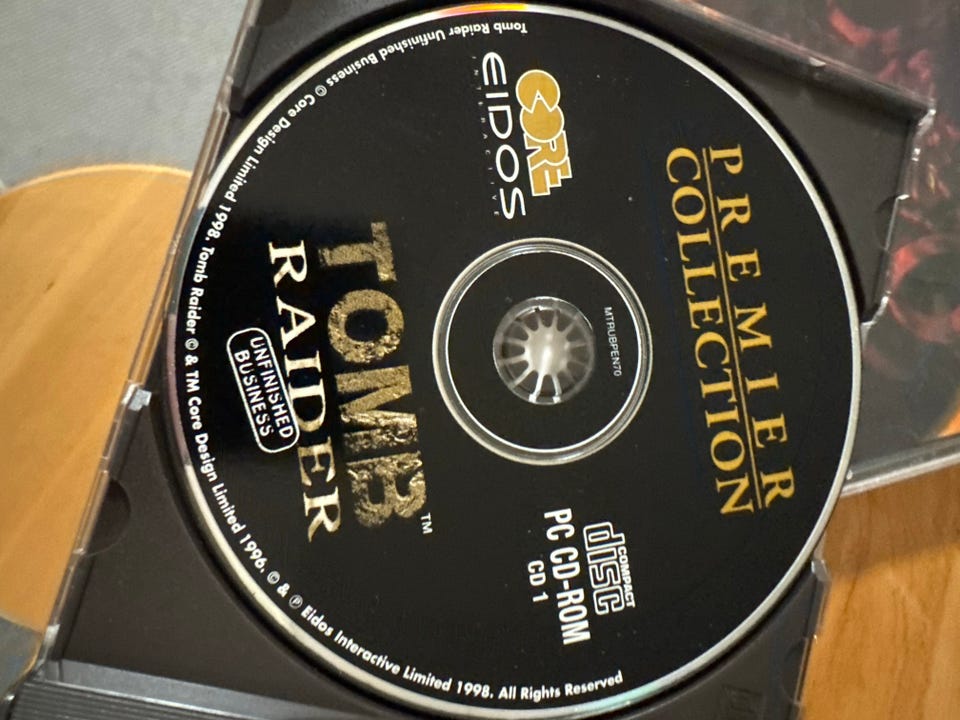 PREMIER
COLLECTION
CORE
EIDOS
INTERACTIVE
MTRUBPEN70
COMPACT
disc
PC CD-ROM
CD 1
TOMB™
RAIDER
UNFINISHED
BUSINESS
Tomb Raider Unfinished Business © Core Design Limited 1998. Tomb Raider © & TM Core Design Limited 1996. © & ℗ Eidos Interactive Limited 1998. All Rights Reserved